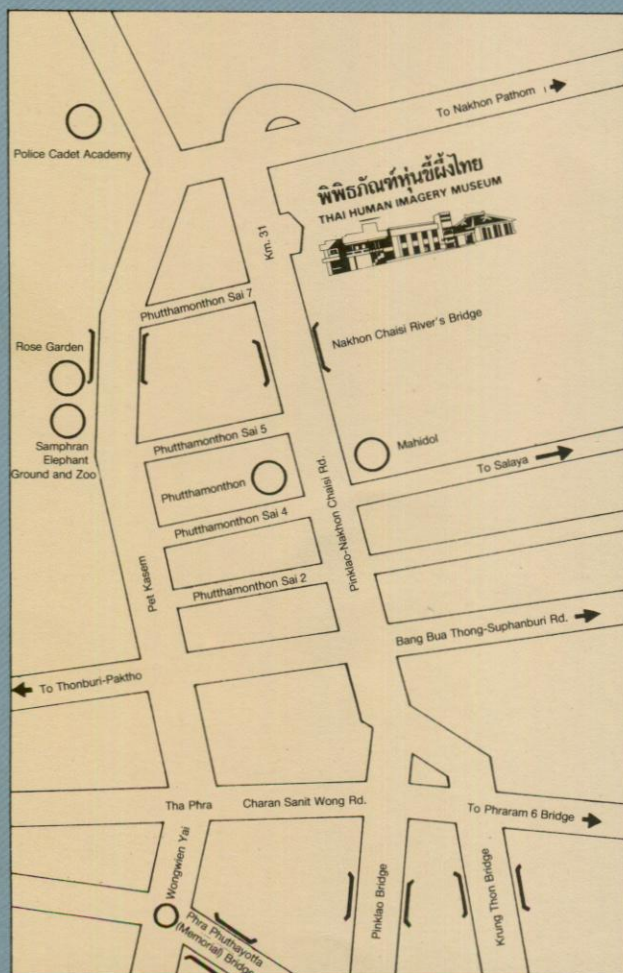 To Nakhon Pathom
Police Cadet Academy
พิพิธภัณฑ์หุ่นขี้ผึ้งไทย
THAI HUMAN IMAGERY MUSEUM
Km. 31
Phutthamonthon Sai 7
Nakhon Chaisi River's Bridge
Rose Garden
Samphran
Elephant
Ground and Zoo
Phutthamonthon Sai 5
Mahidol
To Salaya
Phutthamonthon
Phutthamonthon Sai 4
Pinklao-Nakhon Chaisi Rd.
Pet Kasem
Phutthamonthon Sai 2
Bang Bua Thong-Suphanburi Rd.
To Thonburi-Paktho
Tha Phra
Charan Sanit Wong Rd.
To Phraram 6 Bridge
Wongwien Yai
Phra Phuthayotfa
(Memorial) Bridge
Pinklao Bridge
Krung Thon Bridge